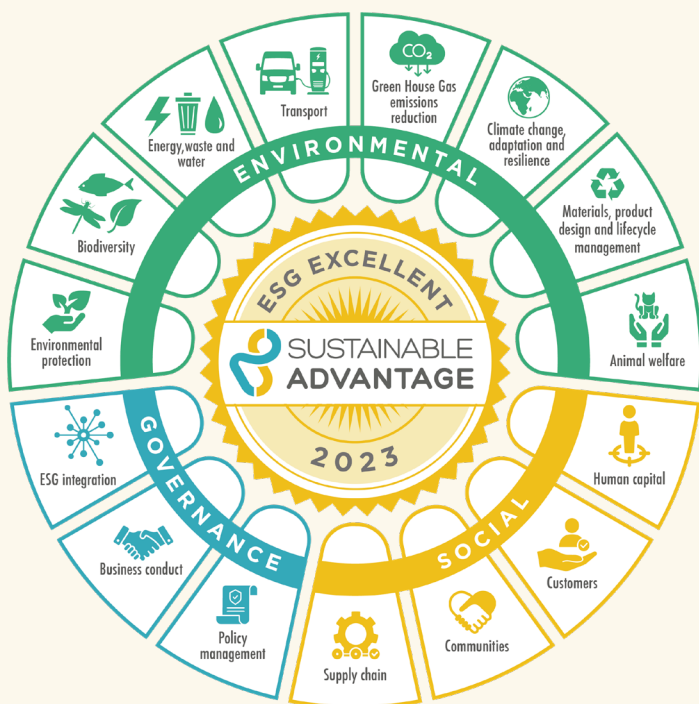 Environmental
protection
Biodiversity
Energy, waste and
water
Transport
CO₂
Green House Gas
emissions
reduction
Climate change,
adaptation and
resilience
Materials, product
design and lifecycle
management
Animal welfare
ENVIRONMENTAL
ESG EXCELLENT
SUSTAINABLE
ADVANTAGE
2023
GOVERNANCE
ESG integration
Business conduct
Policy
management
SOCIAL
Human capital
Customers
Communities
Supply chain